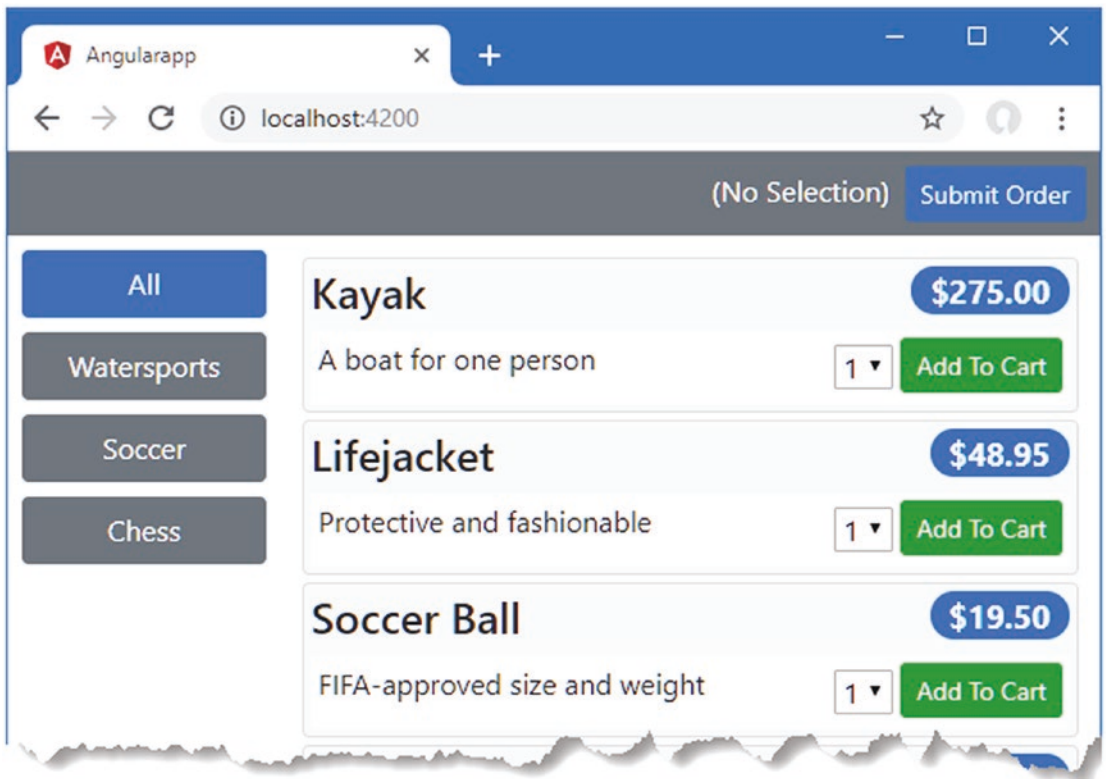 Angularapp
localhost:4200
(No Selection) Submit Order
All
Watersports
Soccer
Chess
Kayak $275.00
A boat for one person 1 Add To Cart
Lifejacket $48.95
Protective and fashionable 1 Add To Cart
Soccer Ball $19.50
FIFA-approved size and weight 1 Add To Cart